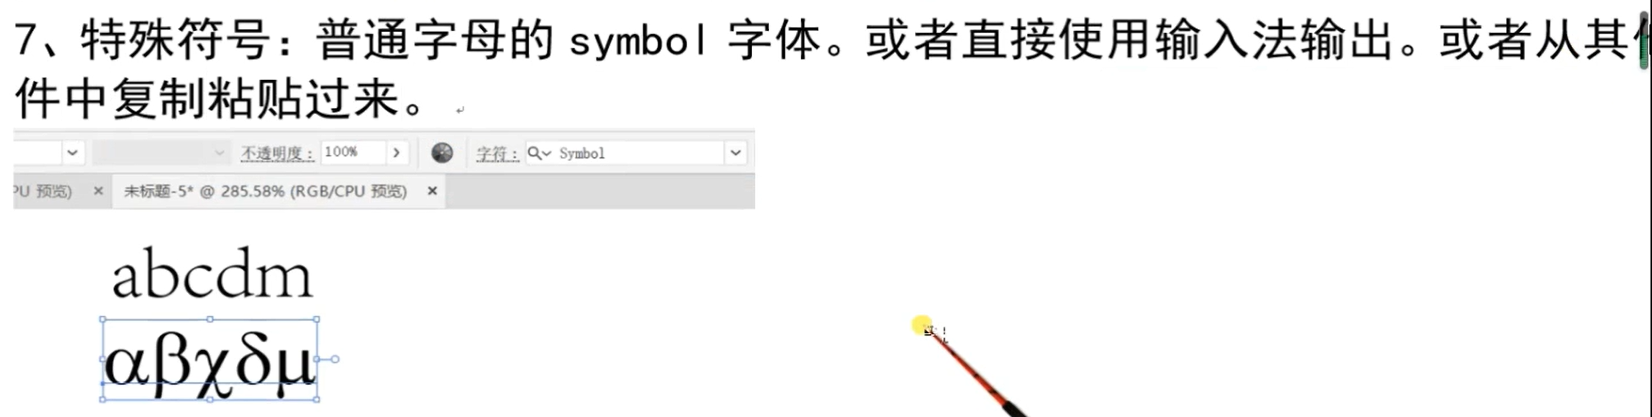 7、特殊符号：普通字母的 symbol 字体。或者直接使用输入法输出。或者从其
件中复制粘贴过来。
不透明度： 100% 字符： Symbol
PU 预览) × 未标题-5* @ 285.58% (RGB/CPU 预览) ×
abcdm
αβχδμ